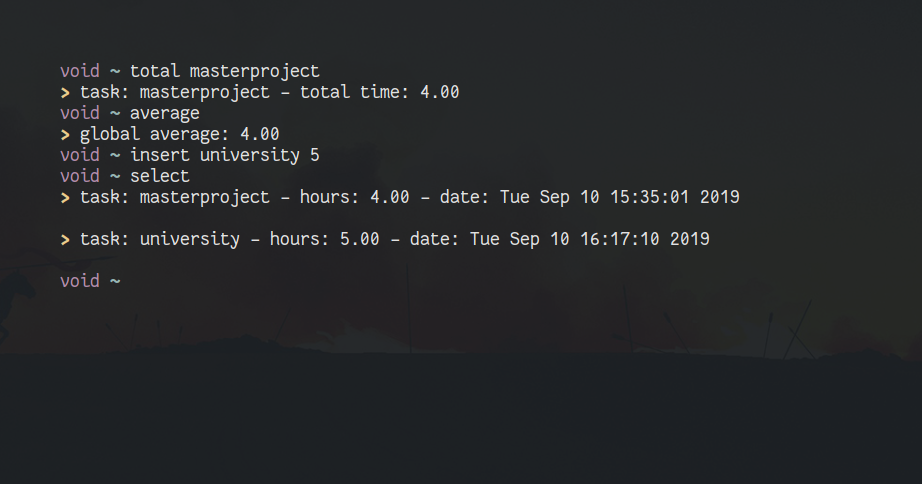 void ~ total masterproject
> task: masterproject – total time: 4.00
void ~ average
> global average: 4.00
void ~ insert university 5
void ~ select
> task: masterproject – hours: 4.00 – date: Tue Sep 10 15:35:01 2019
> task: university – hours: 5.00 – date: Tue Sep 10 16:17:10 2019
void ~